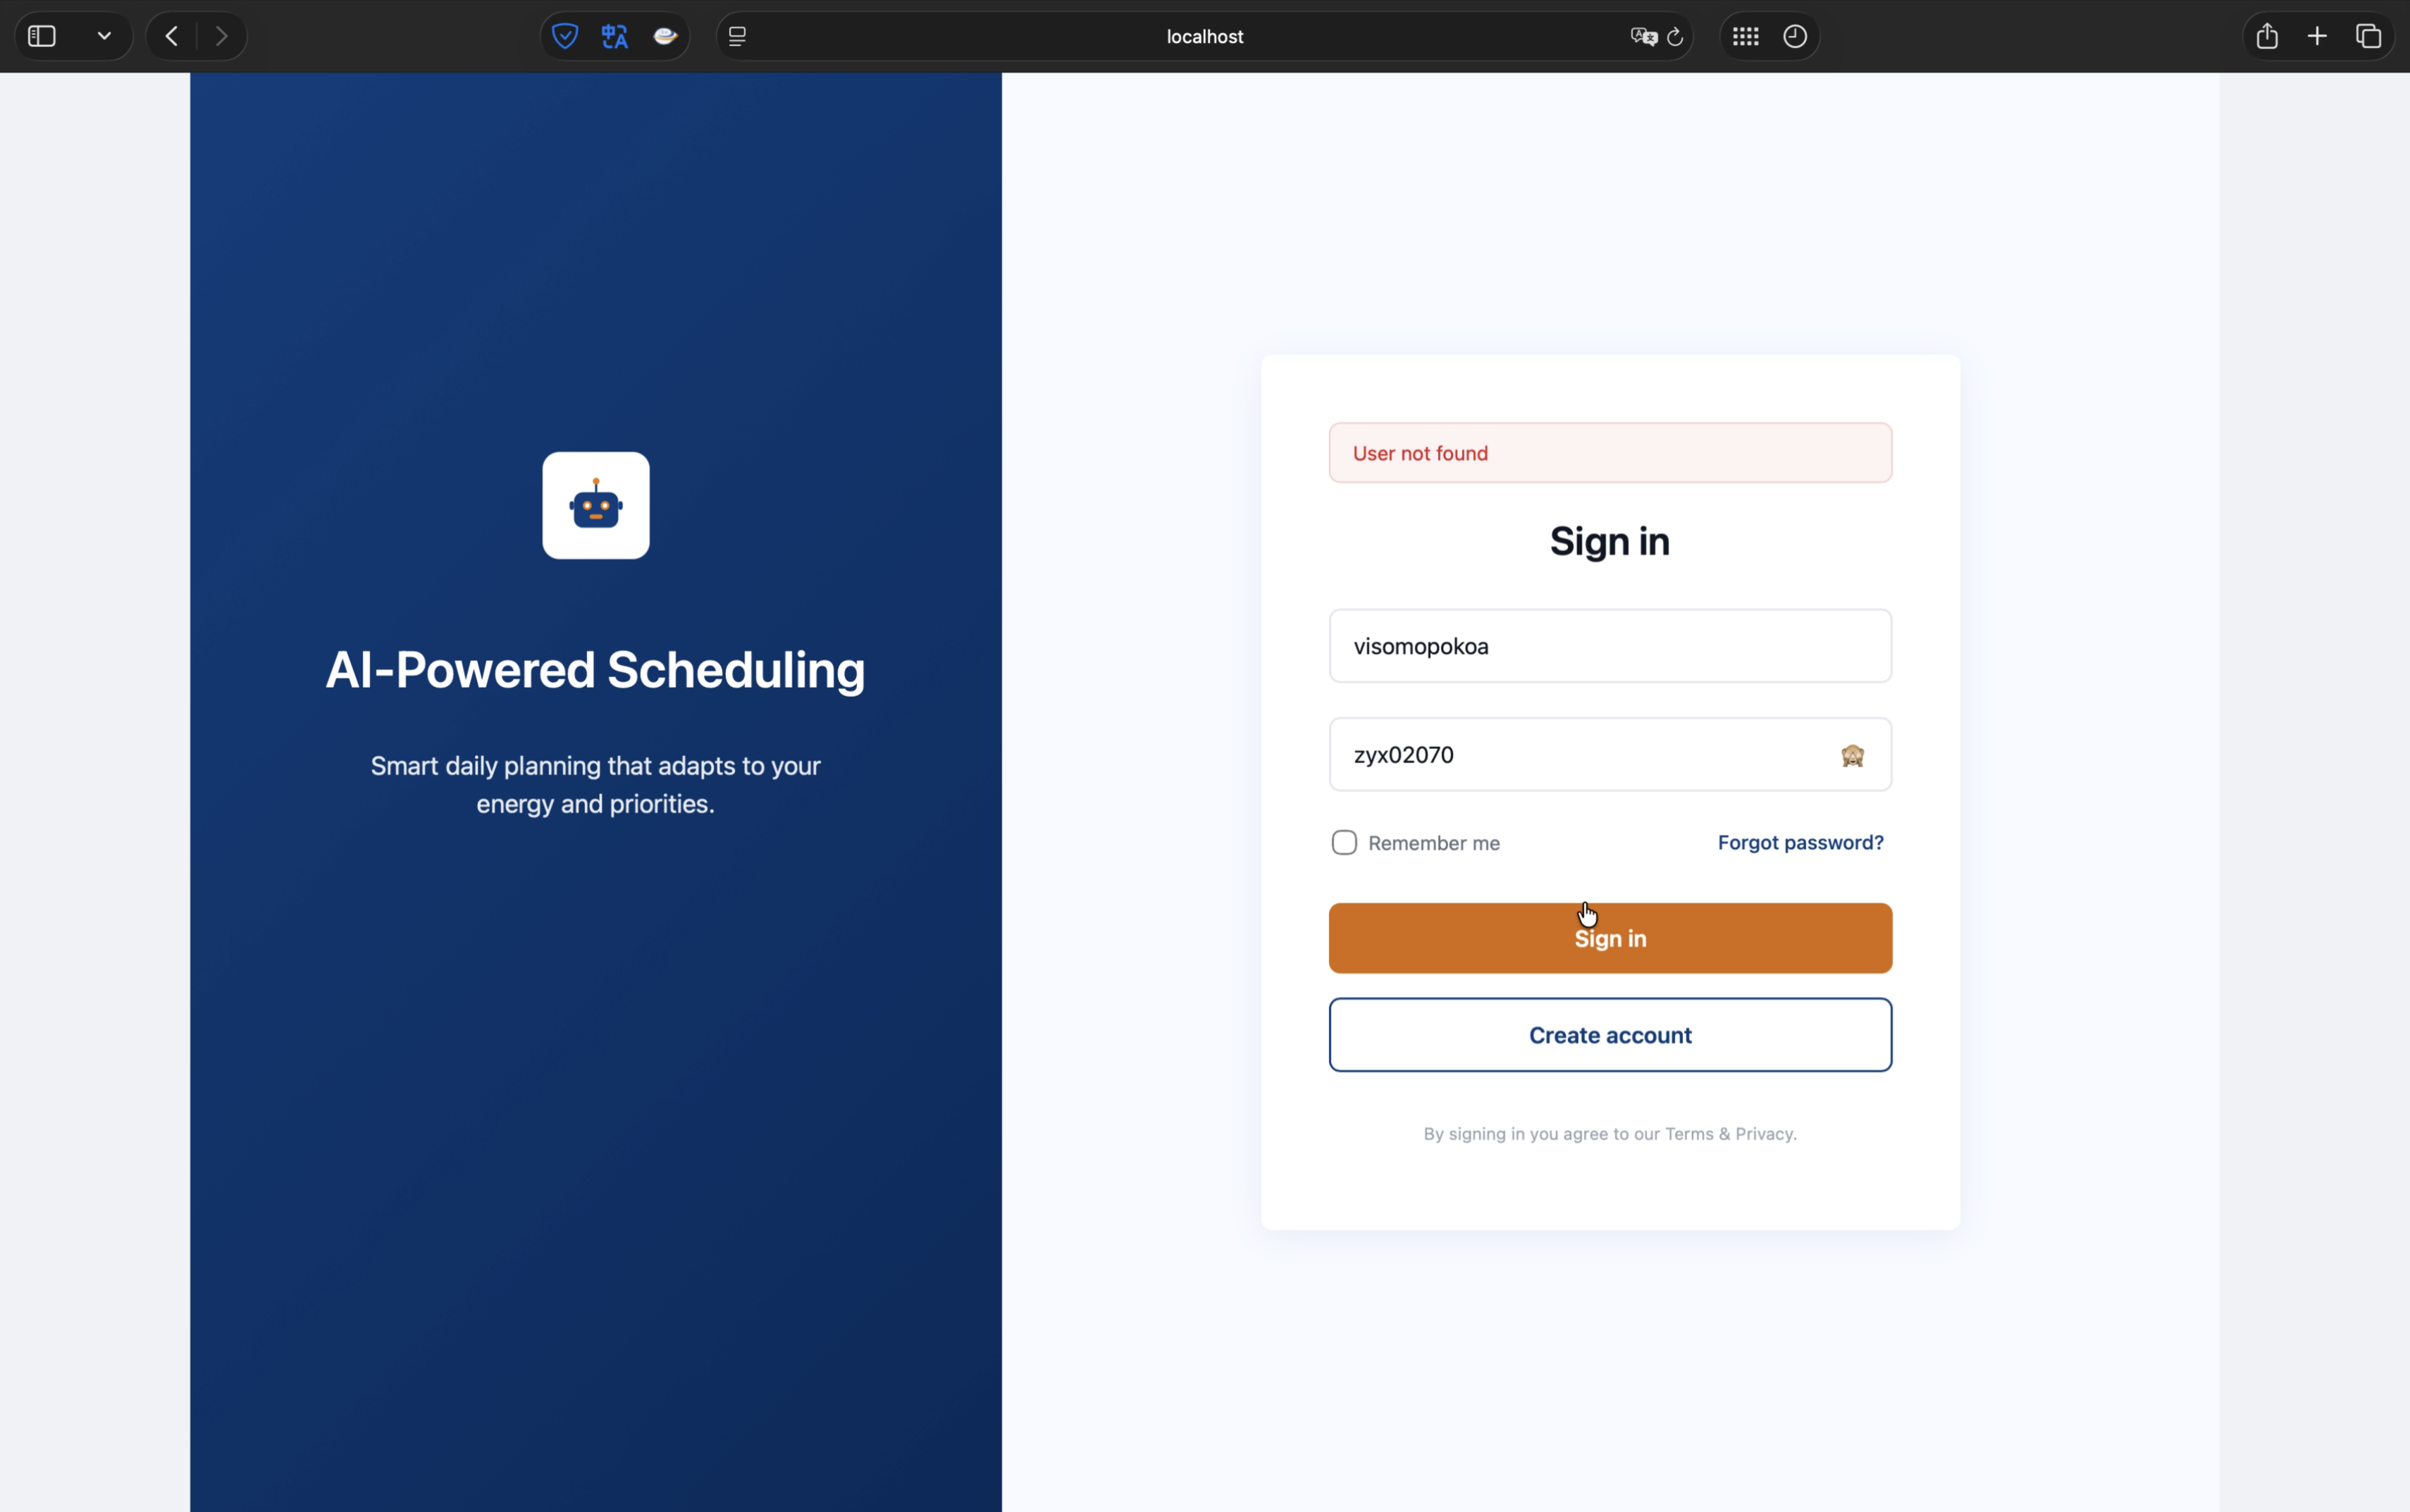 localhost
AI-Powered Scheduling
Smart daily planning that adapts to your
energy and priorities.
User not found
Sign in
visomopokoa
zyx02070
Remember me
Forgot password?
Sign in
Create account
By signing in you agree to our Terms & Privacy.